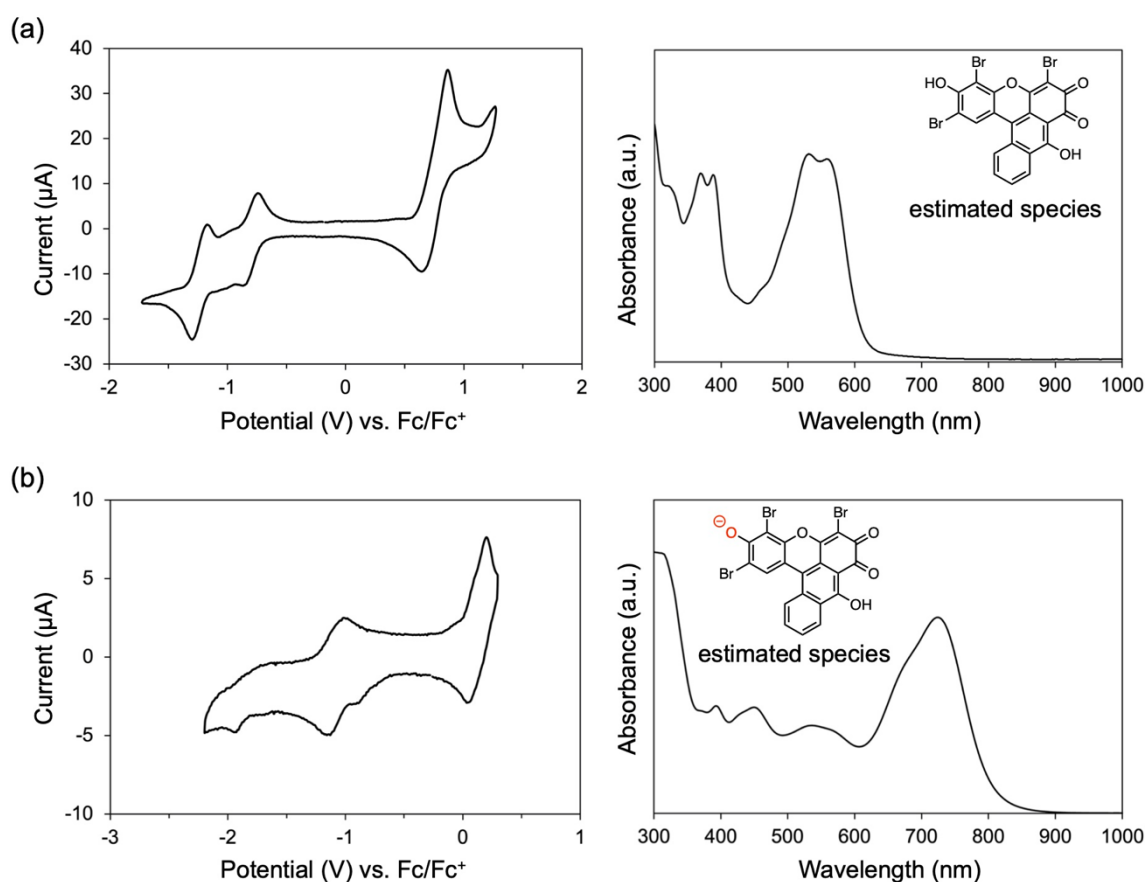 (a)
Current (µA)
40
30
20
10
0
-10
-20
-30
-2
-1
0
1
2
Potential (V) vs. Fc/Fc⁺
Absorbance (a.u.)
Br
Br
HO
O
O
O
Br
OH
estimated species
300
400
500
600
700
800
900
1000
Wavelength (nm)
(b)
Current (µA)
10
5
0
-5
-10
-3
-2
-1
0
1
Potential (V) vs. Fc/Fc⁺
Absorbance (a.u.)
⊖
Br
Br
O
O
O
O
Br
OH
estimated species
300
400
500
600
700
800
900
1000
Wavelength (nm)